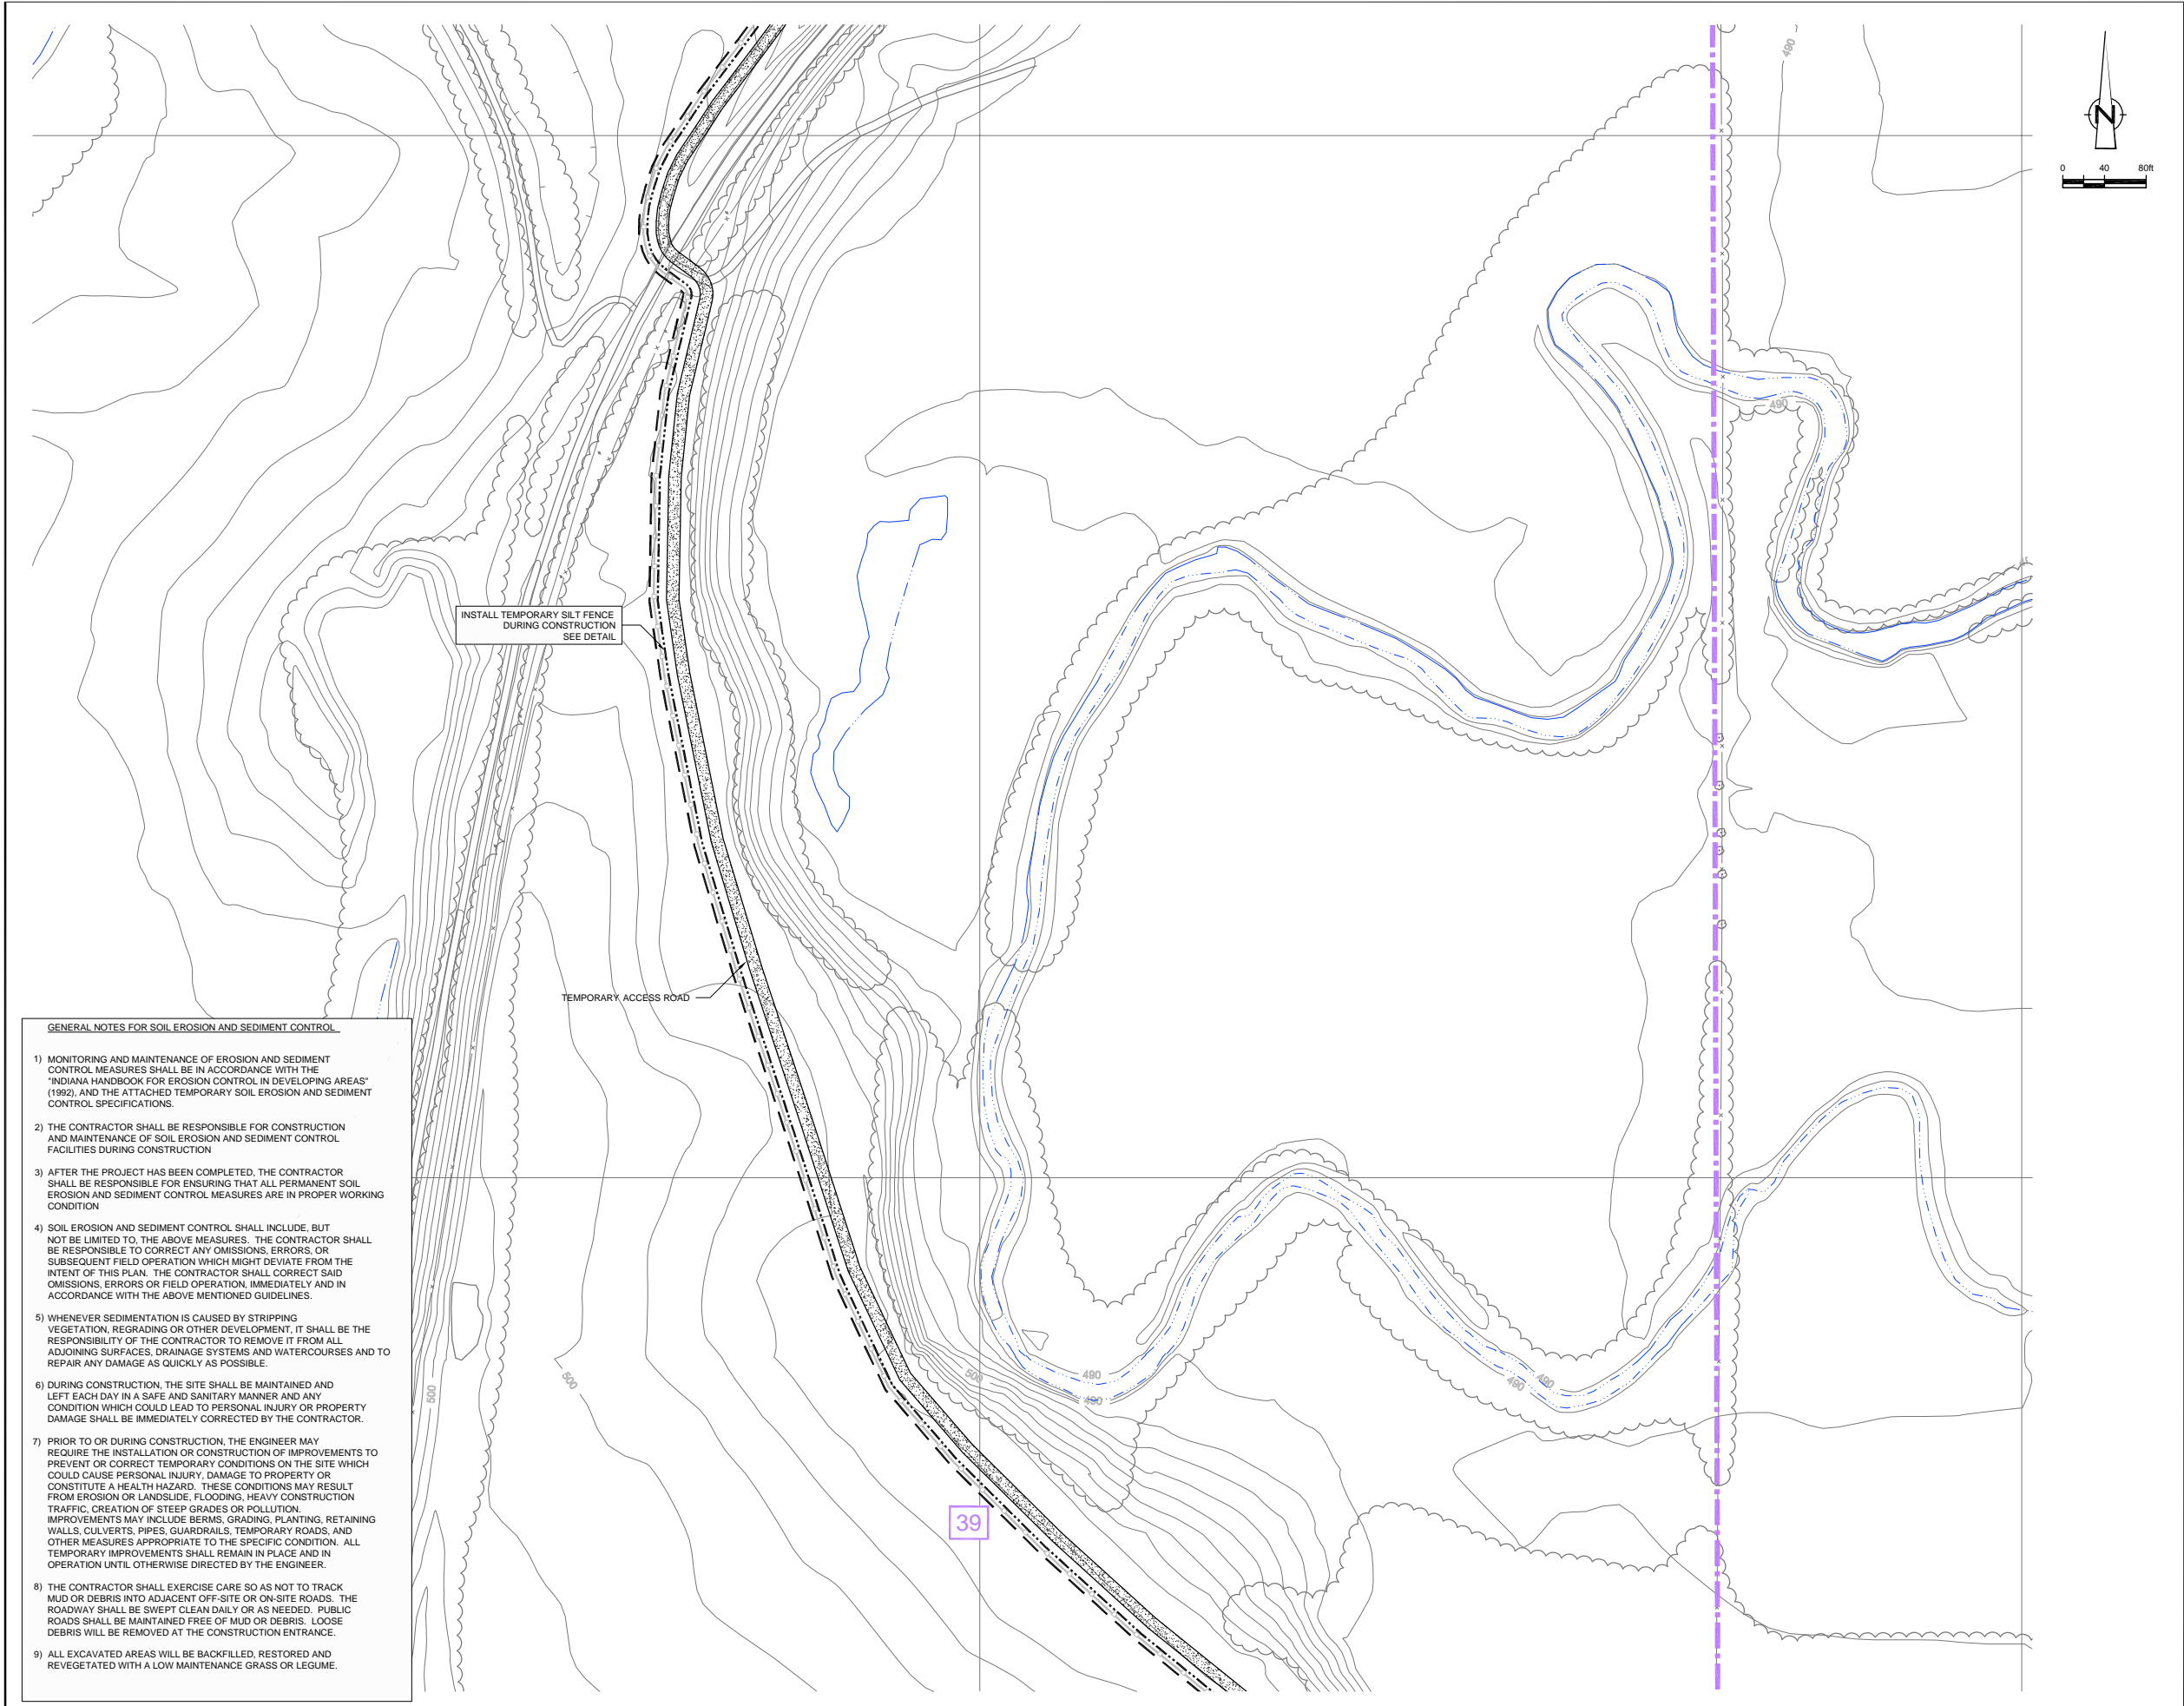 490
N
0 40 80ft
490
INSTALL TEMPORARY SILT FENCE
DURING CONSTRUCTION
SEE DETAIL
TEMPORARY ACCESS ROAD
GENERAL NOTES FOR SOIL EROSION AND SEDIMENT CONTROL
1) MONITORING AND MAINTENANCE OF EROSION AND SEDIMENT
CONTROL MEASURES SHALL BE IN ACCORDANCE WITH THE
"INDIANA HANDBOOK FOR EROSION CONTROL IN DEVELOPING AREAS"
(1992), AND THE ATTACHED TEMPORARY SOIL EROSION AND SEDIMENT
CONTROL SPECIFICATIONS.
2) THE CONTRACTOR SHALL BE RESPONSIBLE FOR CONSTRUCTION
AND MAINTENANCE OF SOIL EROSION AND SEDIMENT CONTROL
FACILITIES DURING CONSTRUCTION
3) AFTER THE PROJECT HAS BEEN COMPLETED, THE CONTRACTOR
SHALL BE RESPONSIBLE FOR ENSURING THAT ALL PERMANENT SOIL
EROSION AND SEDIMENT CONTROL MEASURES ARE IN PROPER WORKING
CONDITION
4) SOIL EROSION AND SEDIMENT CONTROL SHALL INCLUDE, BUT
NOT BE LIMITED TO, THE ABOVE MEASURES. THE CONTRACTOR SHALL
BE RESPONSIBLE TO CORRECT ANY OMISSIONS, ERRORS, OR
SUBSEQUENT FIELD OPERATION WHICH MIGHT DEVIATE FROM THE
INTENT OF THIS PLAN. THE CONTRACTOR SHALL CORRECT SAID
OMISSIONS, ERRORS OR FIELD OPERATION, IMMEDIATELY AND IN
ACCORDANCE WITH THE ABOVE MENTIONED GUIDELINES.
5) WHENEVER SEDIMENTATION IS CAUSED BY STRIPPING
VEGETATION, REGRADING OR OTHER DEVELOPMENT, IT SHALL BE THE
RESPONSIBILITY OF THE CONTRACTOR TO REMOVE IT FROM ALL
ADJOINING SURFACES, DRAINAGE SYSTEMS AND WATERCOURSES AND TO
REPAIR ANY DAMAGE AS QUICKLY AS POSSIBLE.
6) DURING CONSTRUCTION, THE SITE SHALL BE MAINTAINED AND
LEFT EACH DAY IN A SAFE AND SANITARY MANNER AND ANY
CONDITION WHICH COULD LEAD TO PERSONAL INJURY OR PROPERTY
DAMAGE SHALL BE IMMEDIATELY CORRECTED BY THE CONTRACTOR.
7) PRIOR TO OR DURING CONSTRUCTION, THE ENGINEER MAY
REQUIRE THE INSTALLATION OR CONSTRUCTION OF IMPROVEMENTS TO
PREVENT OR CORRECT TEMPORARY CONDITIONS ON THE SITE WHICH
COULD CAUSE PERSONAL INJURY, DAMAGE TO PROPERTY OR
CONSTITUTE A HEALTH HAZARD. THESE CONDITIONS MAY RESULT
FROM EROSION OR LANDSLIDE, FLOODING, HEAVY CONSTRUCTION
TRAFFIC, CREATION OF STEEP GRADES OR POLLUTION.
IMPROVEMENTS MAY INCLUDE BERMS, GRADING, PLANTING, RETAINING
WALLS, CULVERTS, PIPES, GUARDRAILS, TEMPORARY ROADS, AND
OTHER MEASURES APPROPRIATE TO THE SPECIFIC CONDITION. ALL
TEMPORARY IMPROVEMENTS SHALL REMAIN IN PLACE AND IN
OPERATION UNTIL OTHERWISE DIRECTED BY THE ENGINEER.
8) THE CONTRACTOR SHALL EXERCISE CARE SO AS NOT TO TRACK
MUD OR DEBRIS INTO ADJACENT OFF-SITE OR ON-SITE ROADS. THE
ROADWAY SHALL BE SWEPT CLEAN DAILY OR AS NEEDED. PUBLIC
ROADS SHALL BE MAINTAINED FREE OF MUD OR DEBRIS. LOOSE
DEBRIS WILL BE REMOVED AT THE CONSTRUCTION ENTRANCE.
9) ALL EXCAVATED AREAS WILL BE BACKFILLED, RESTORED AND
REVEGETATED WITH A LOW MAINTENANCE GRASS OR LEGUME.
500
500
500
490
490
490
490
39